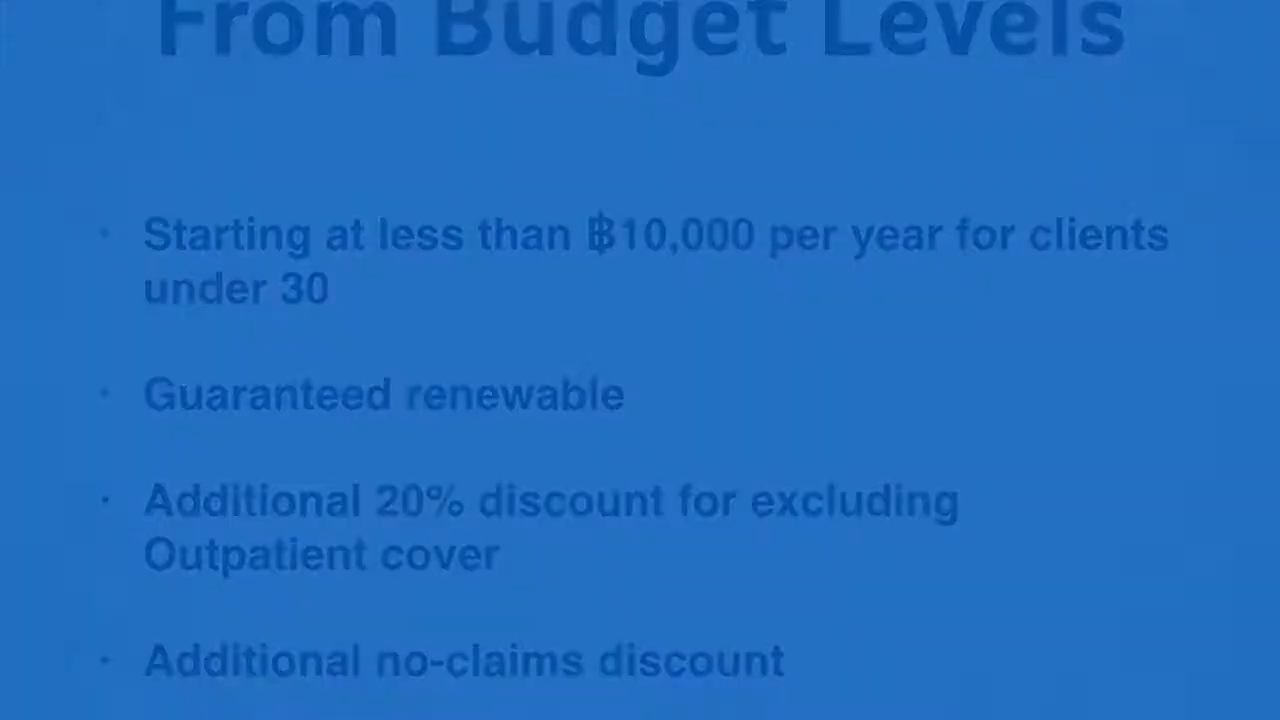 From Budget Levels
· Starting at less than ฿10,000 per year for clients
under 30
· Guaranteed renewable
· Additional 20% discount for excluding
Outpatient cover
· Additional no-claims discount